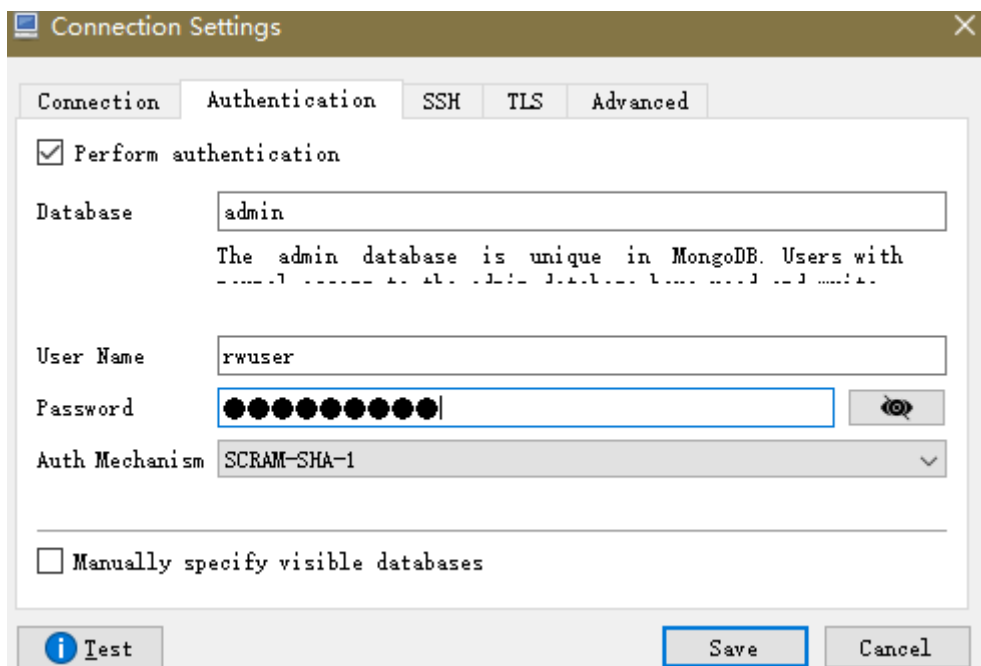 Connection Settings
Connection Authentication SSH TLS Advanced
Perform authentication
Database admin
The admin database is unique in MongoDB. Users with
User Name rwuser
Password ●●●●●●●●●
Auth Mechanism SCRAM-SHA-1
Manually specify visible databases
Test Save Cancel